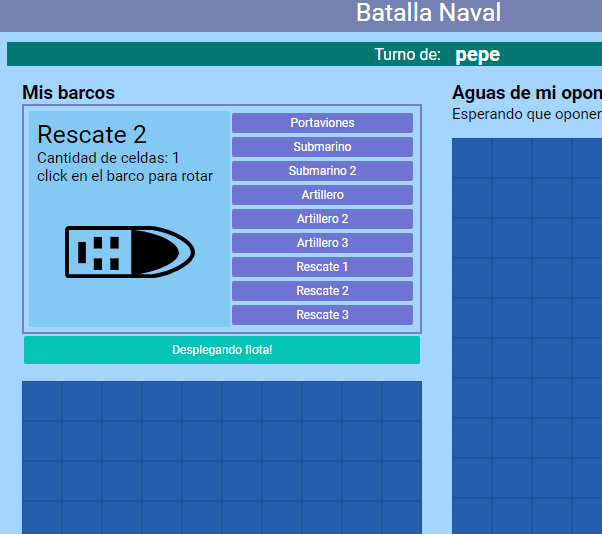 Batalla Naval
Turno de: pepe
Mis barcos
Rescate 2
Cantidad de celdas: 1
click en el barco para rotar
Portaviones
Submarino
Submarino 2
Artillero
Artillero 2
Artillero 3
Rescate 1
Rescate 2
Rescate 3
Desplegando flota!
Aguas de mi opon
Esperando que oponen